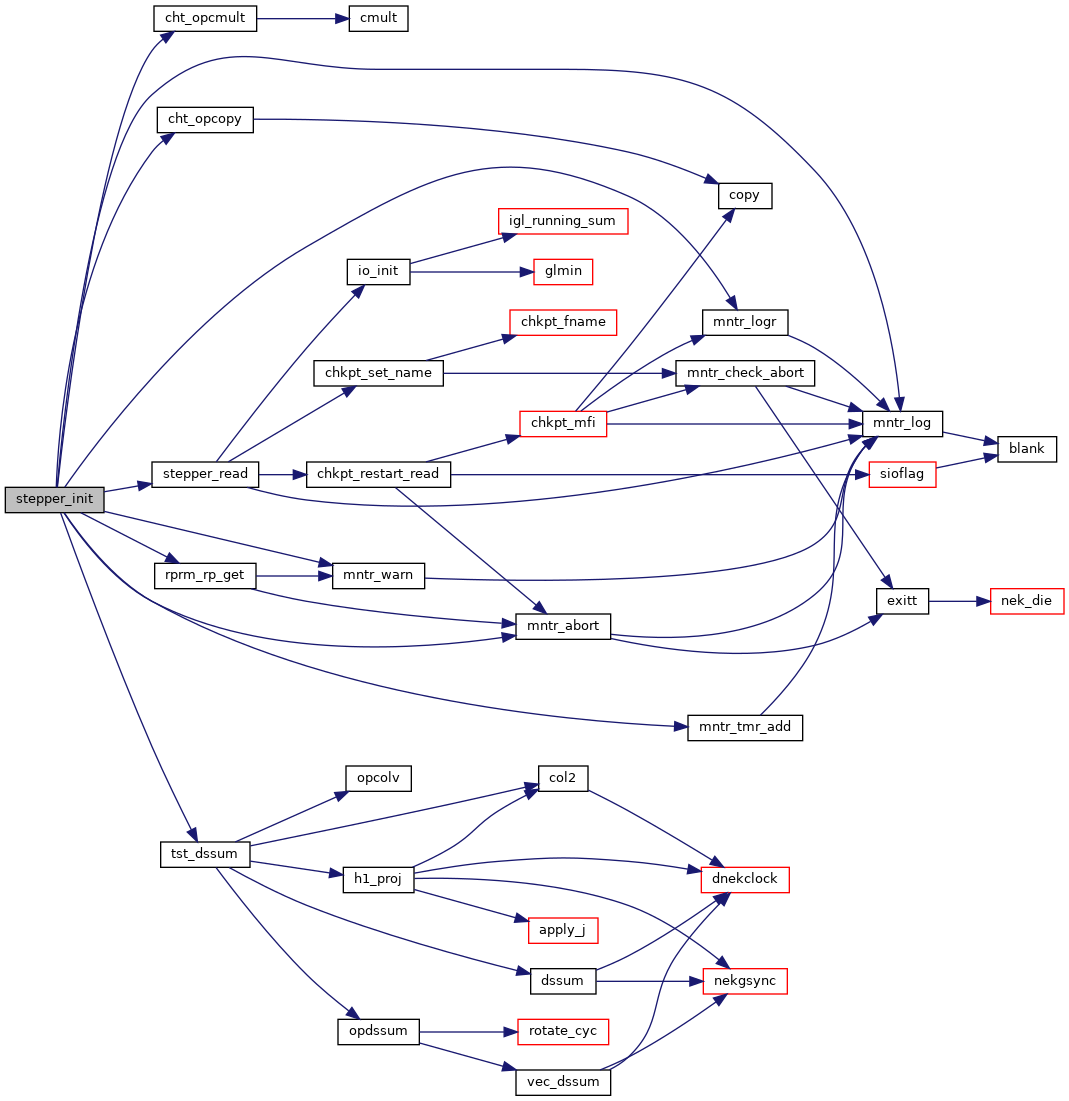 cht_opcmult
cmult
cht_opcopy
copy
igl_running_sum
io_init
glmin
chkpt_fname
mntr_logr
chkpt_set_name
mntr_check_abort
chkpt_mfi
mntr_log
blank
stepper_read
chkpt_restart_read
sioflag
stepper_init
rprm_rp_get
mntr_warn
exitt
nek_die
mntr_abort
mntr_tmr_add
opcolv
col2
tst_dssum
h1_proj
dnekclock
apply_j
dssum
nekgsync
opdssum
rotate_cyc
vec_dssum